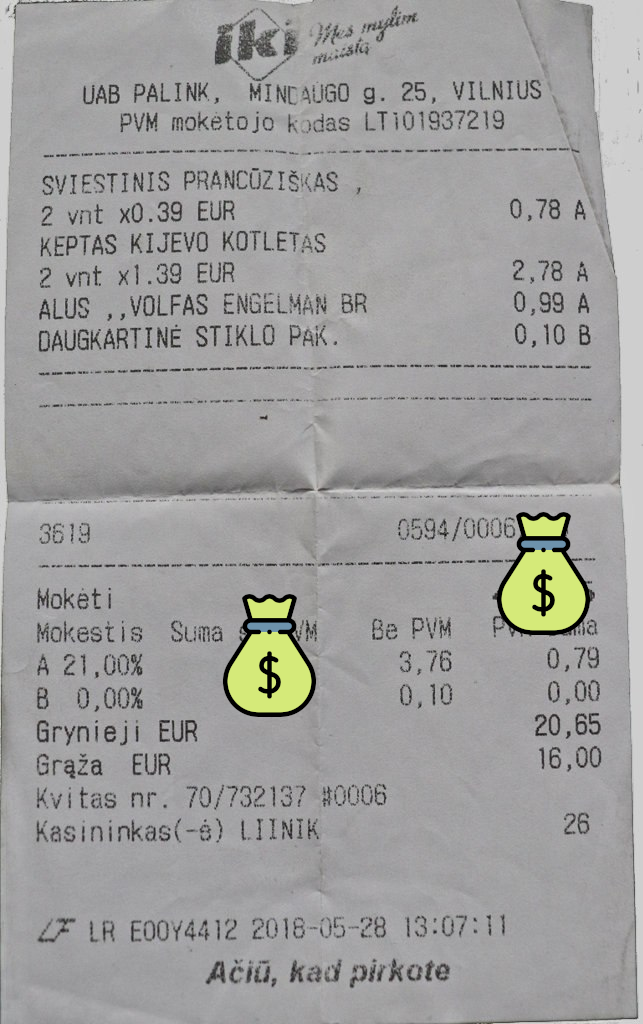 iki Mes mylim maistą
UAB PALINK, MINDAUGO g. 25, VILNIUS
PVM mokėtojo kodas LT101937219
SVIESTINIS PRANCŪZIŠKAS ,
2 vnt x0.39 EUR 0,78 A
KEPTAS KIJEVO KOTLETAS
2 vnt x1.39 EUR 2,78 A
ALUS ,,VOLFAS ENGELMAN BR 0,99 A
DAUGKARTINĖ STIKLO PAK. 0,10 B
3619 0594/0006
Mokėti
Mokestis Suma Be PVM
A 21,00% 3,76 0,79
B 0,00% 0,10 0,00
Grynieji EUR 20,65
Grąža EUR 16,00
Kvitas nr. 70/732137 #0006
Kasininkas(-ė) LIINIK 26
LF LR EOOY4412 2018-05-28 13:07:11
Ačiū, kad pirkote